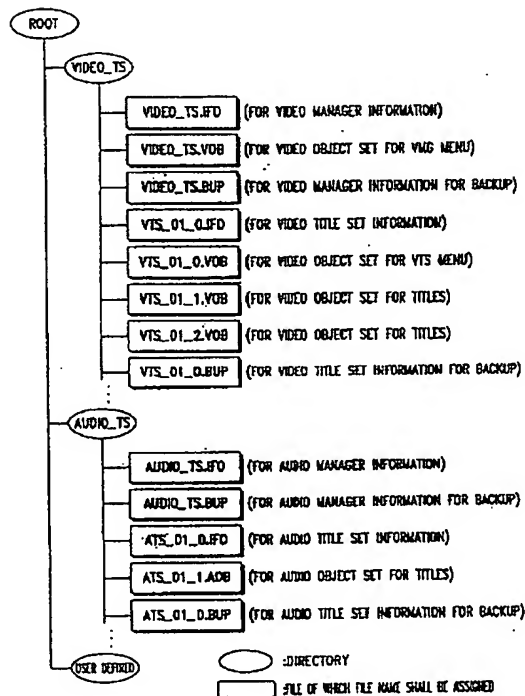 ROOT
VIDEO_TS
VIDEO_TS.IFO (FOR VIDEO MANAGER INFORMATION)
VIDEO_TS.VOB (FOR VIDEO OBJECT SET FOR VMG MENU)
VIDEO_TS.BUP (FOR VIDEO MANAGER INFORMATION FOR BACKUP)
VTS_01_0.IFO (FOR VIDEO TITLE SET INFORMATION)
VTS_01_0.VOB (FOR VIDEO OBJECT SET FOR VTS MENU)
VTS_01_1.VOB (FOR VIDEO OBJECT SET FOR TITLES)
VTS_01_2.VOB (FOR VIDEO OBJECT SET FOR TITLES)
VTS_01_0.BUP (FOR VIDEO TITLE SET INFORMATION FOR BACKUP)
AUDIO_TS
AUDIO_TS.IFO (FOR AUDIO MANAGER INFORMATION)
AUDIO_TS.BUP (FOR AUDIO MANAGER INFORMATION FOR BACKUP)
ATS_01_0.IFO (FOR AUDIO TITLE SET INFORMATION)
ATS_01_1.AOB (FOR AUDIO OBJECT SET FOR TITLES)
ATS_01_0.BUP (FOR AUDIO TITLE SET INFORMATION FOR BACKUP)
USER DEFINED
:DIRECTORY
:FILE OF WHICH FILE NAME SHALL BE ASSIGNED